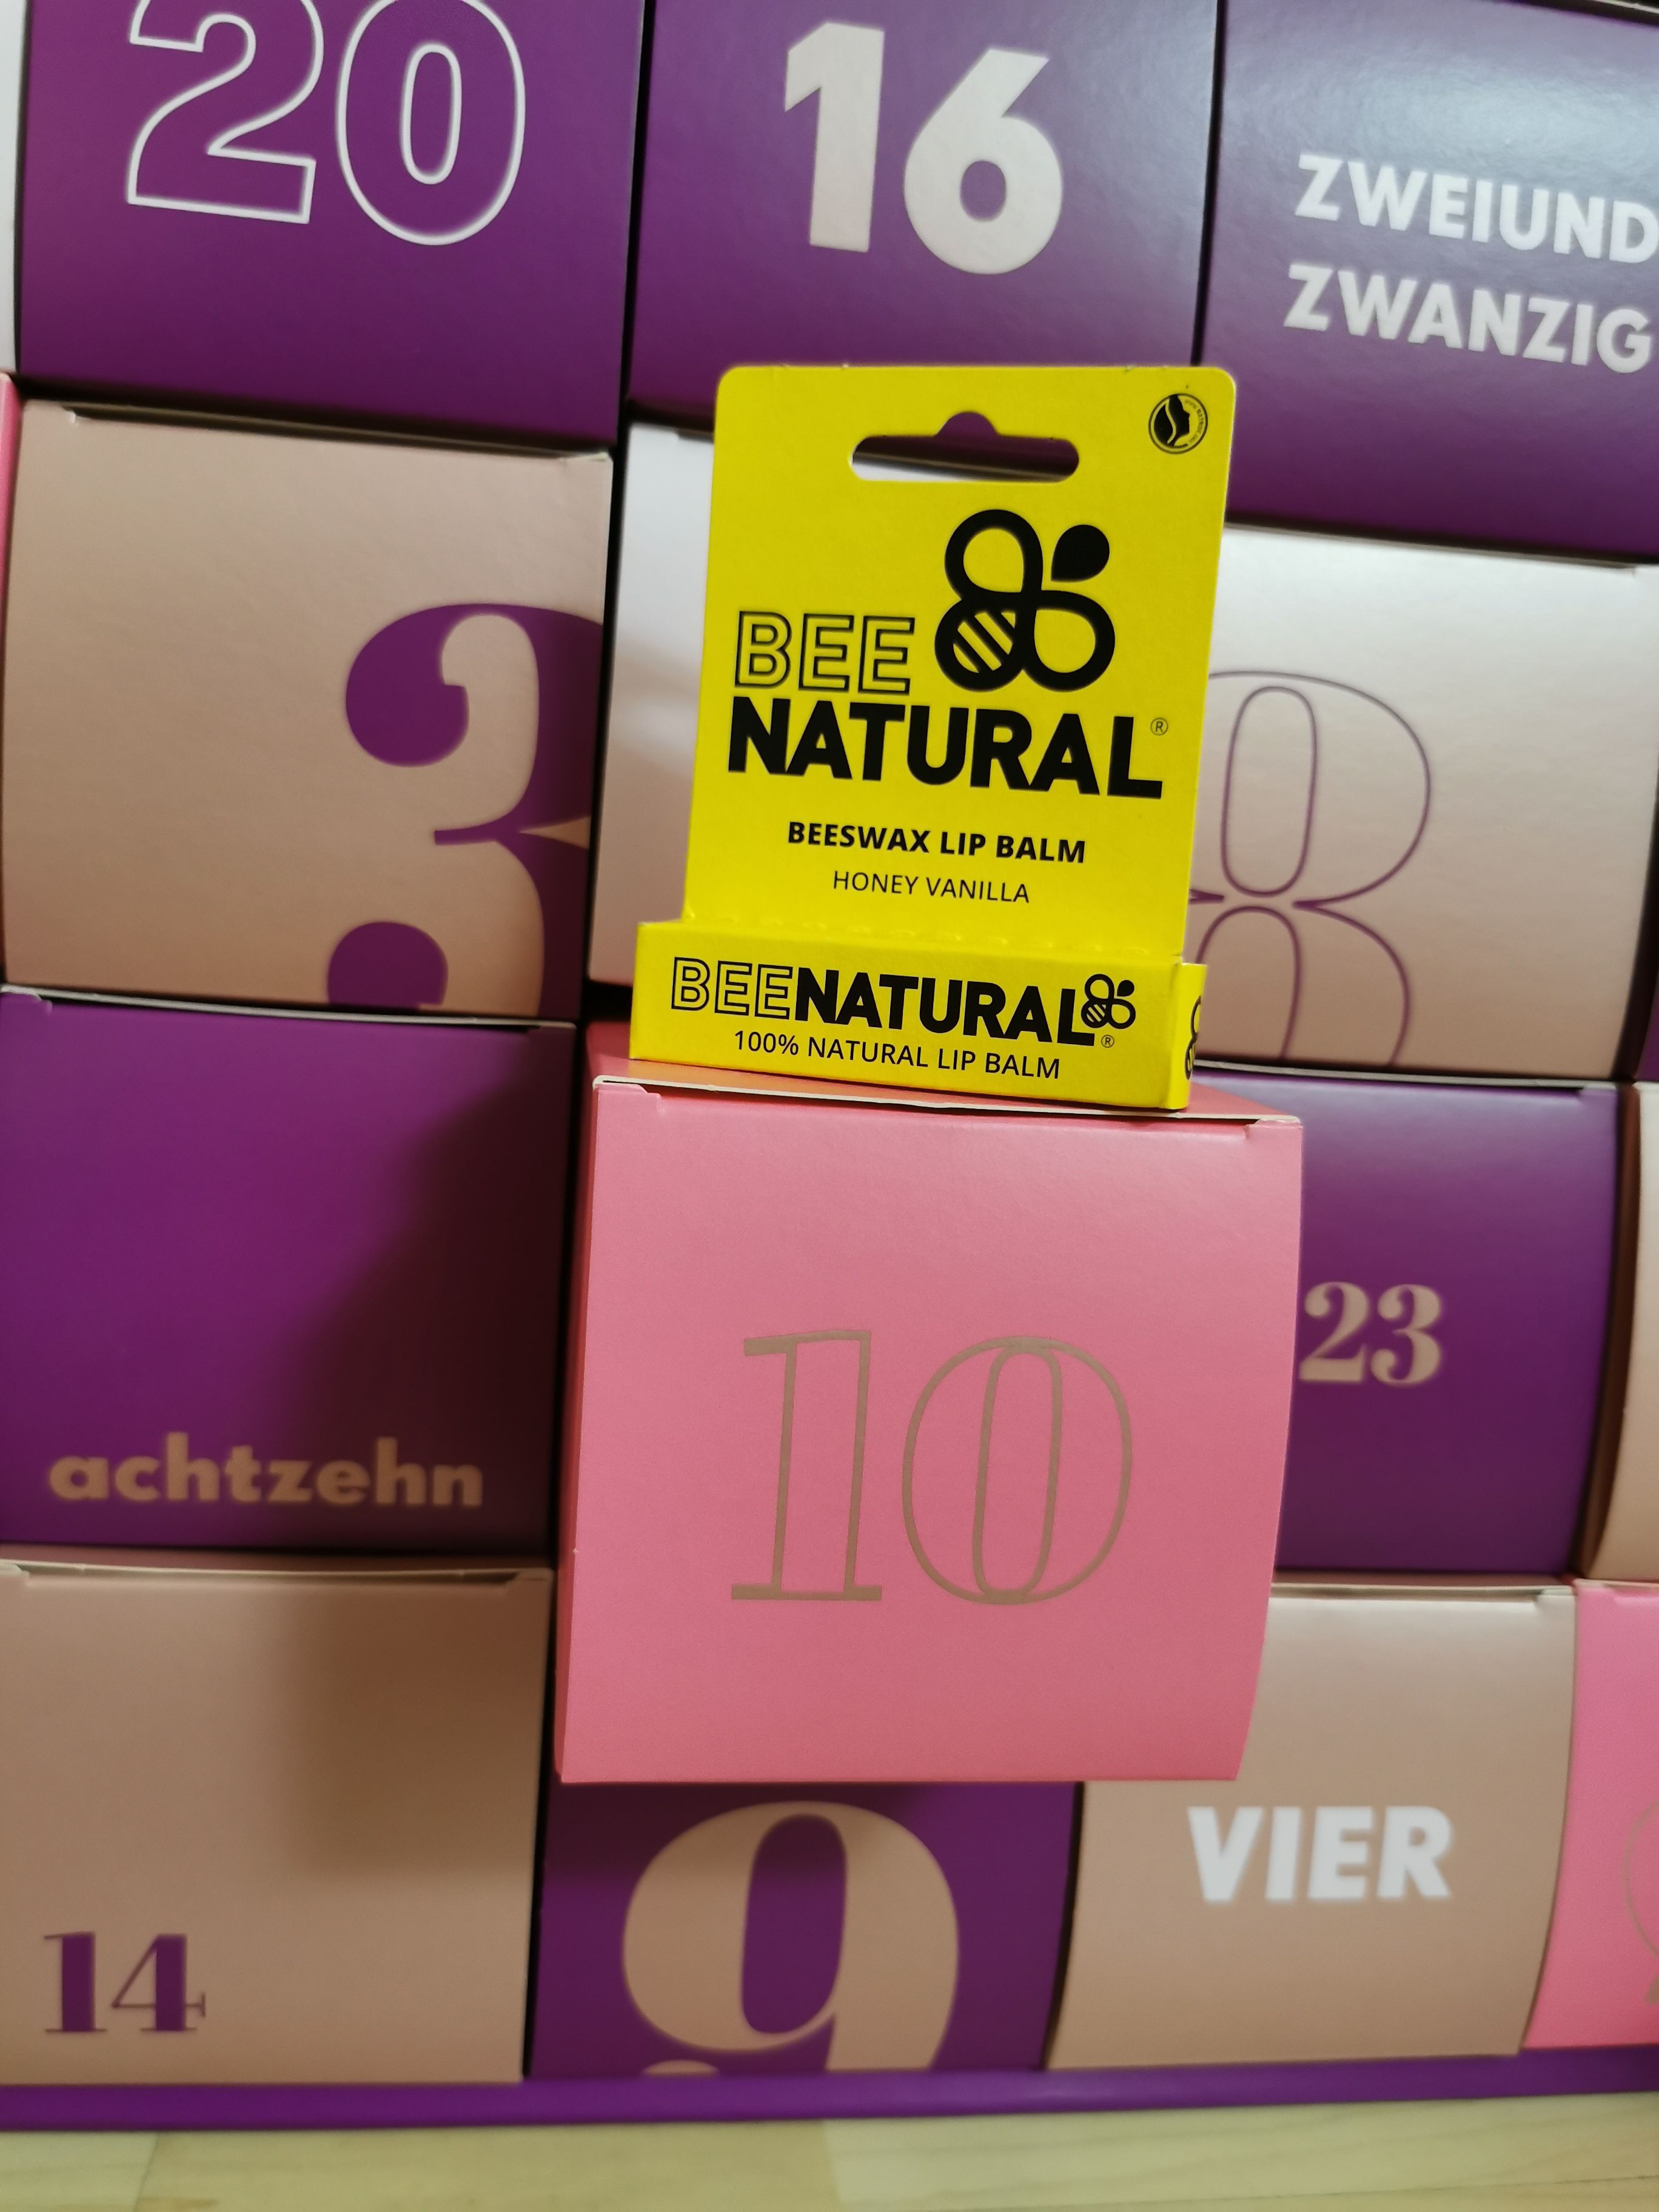 20
16
ZWEIUND
ZWANZIG
3
BEE
NATURAL®
BEESWAX LIP BALM
HONEY VANILLA
8
BEENATURAL®
100% NATURAL LIP BALM
10
23
achtzehn
VIER
9
14